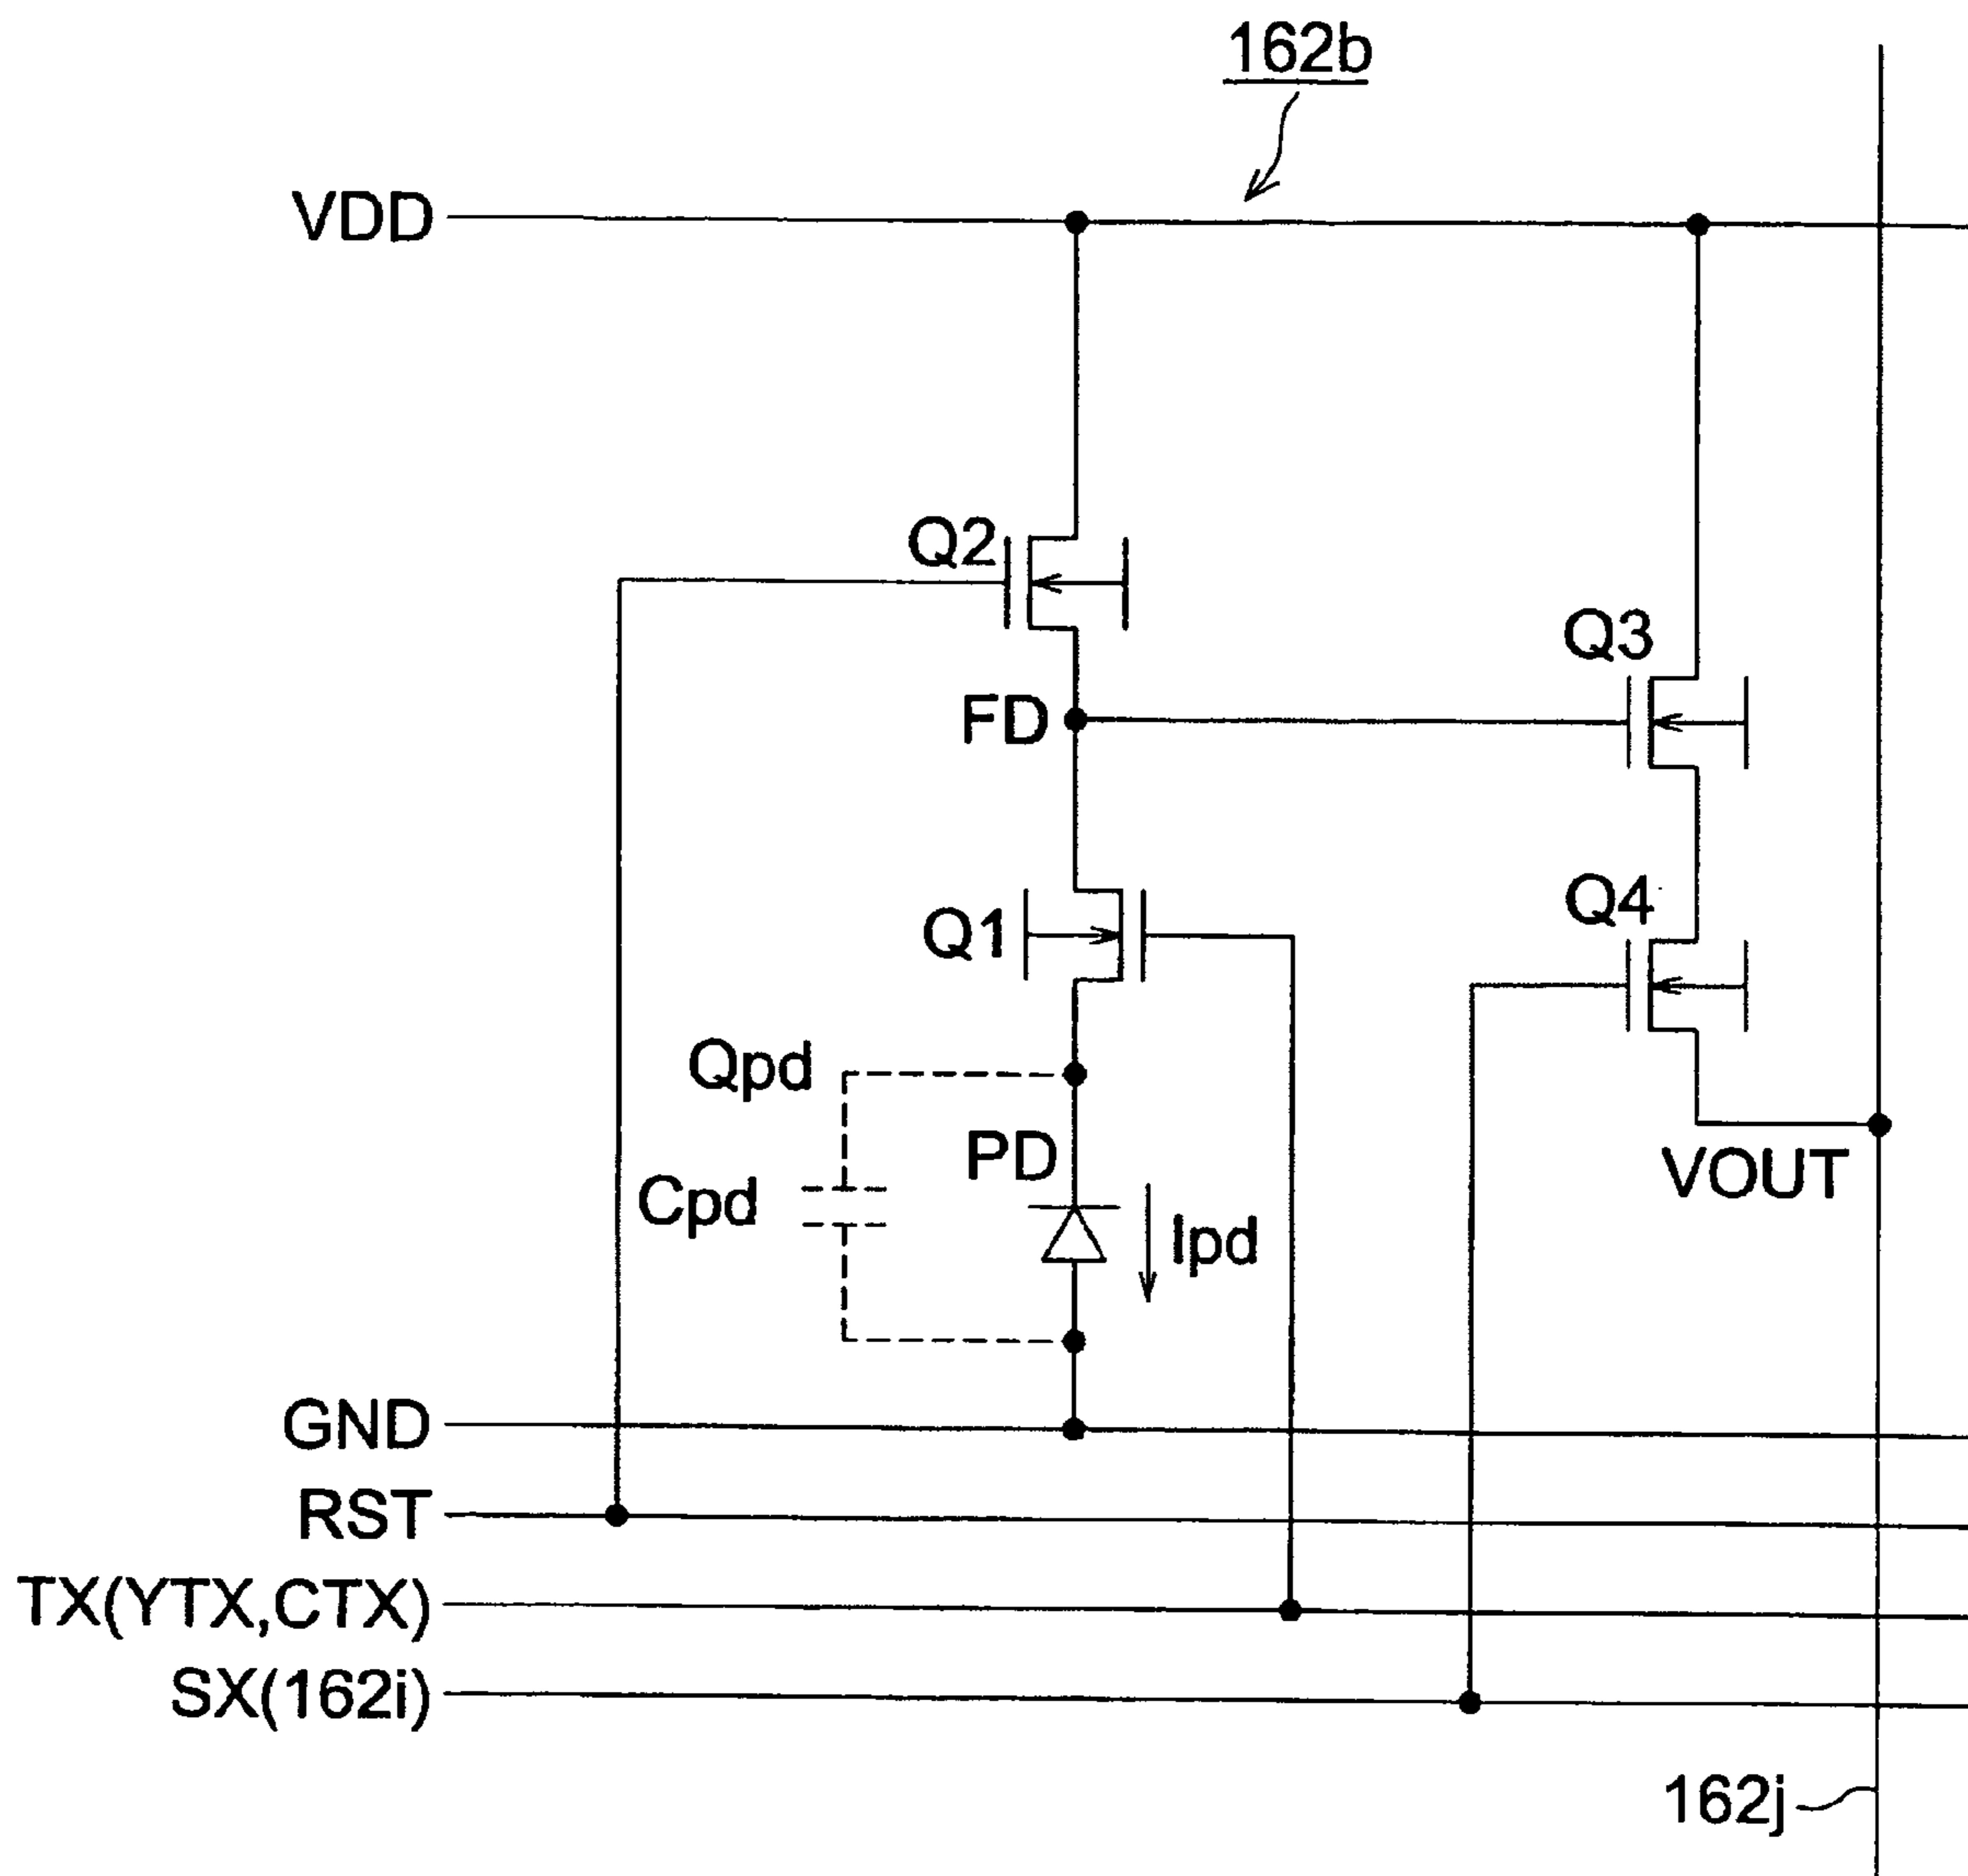 162b
VDD
Q2
Q3
FD
Q4
Q1
Qpd
PD
VOUT
Cpd
Ipd
GND
RST
TX(YTX,CTX)
SX(162i)
162j